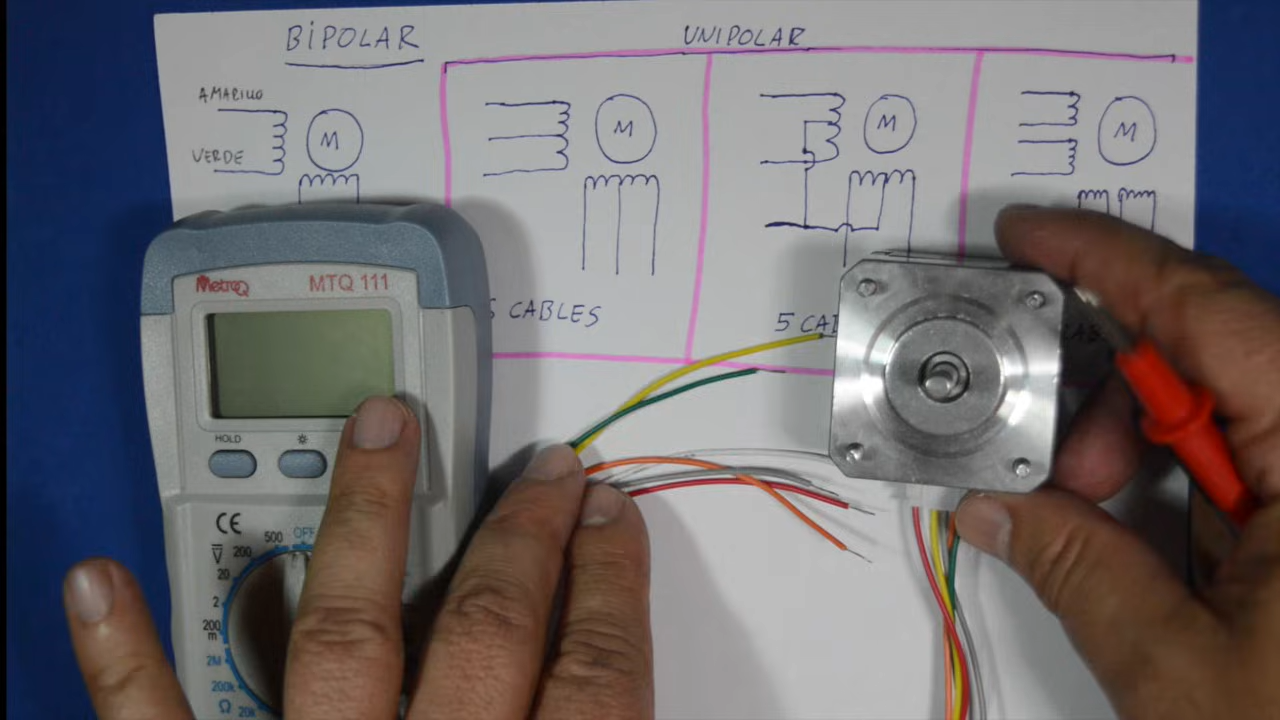 BIPOLAR
UNIPOLAR
AMARILLO
VERDE
M
M
M
M
CABLES
5 CA
MetraQ
MTQ 111
HOLD
CE
500
OFF
V
200
20
2
200
m
2M
200k
Ω
20k